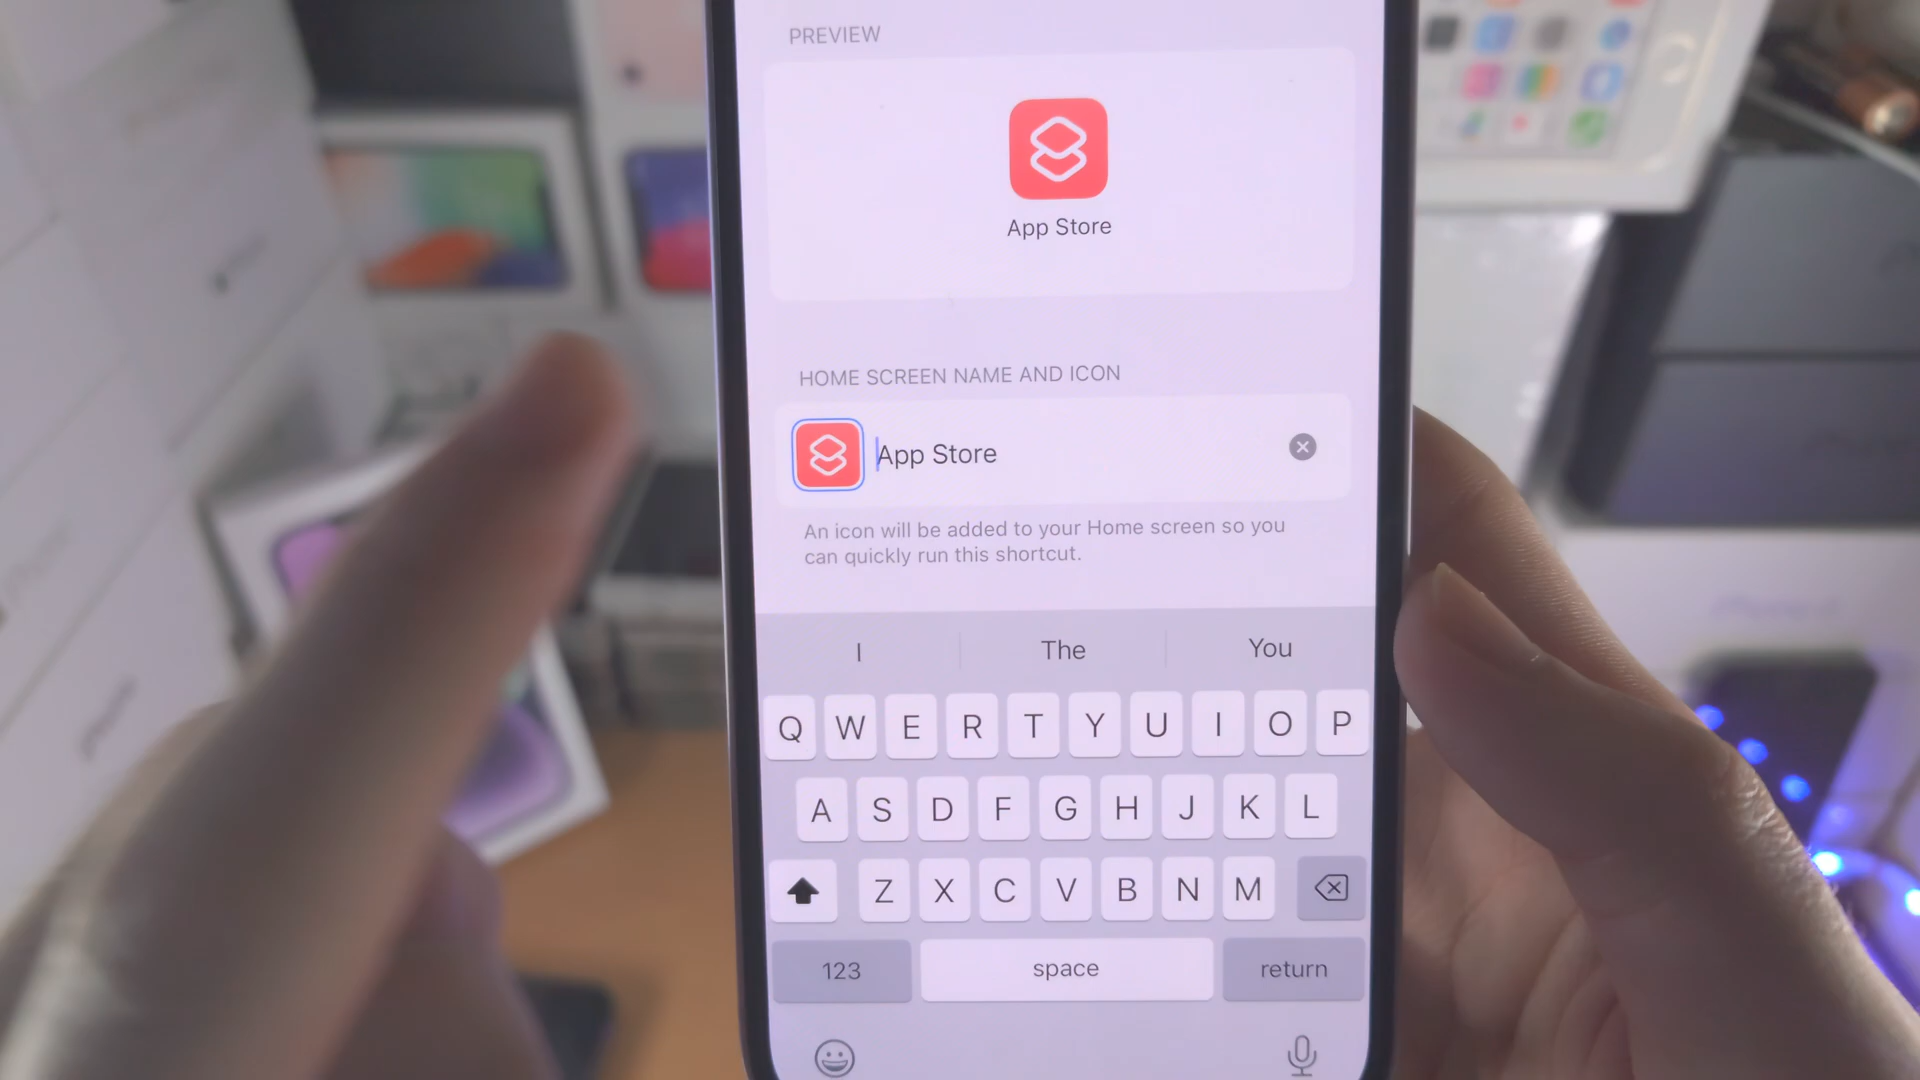 PREVIEW
App Store
HOME SCREEN NAME AND ICON
App Store
An icon will be added to your Home screen so you
can quickly run this shortcut.
I The You
Q W E R T Y U I O P
A S D F G H J K L
Z X C V B N M
123 space return